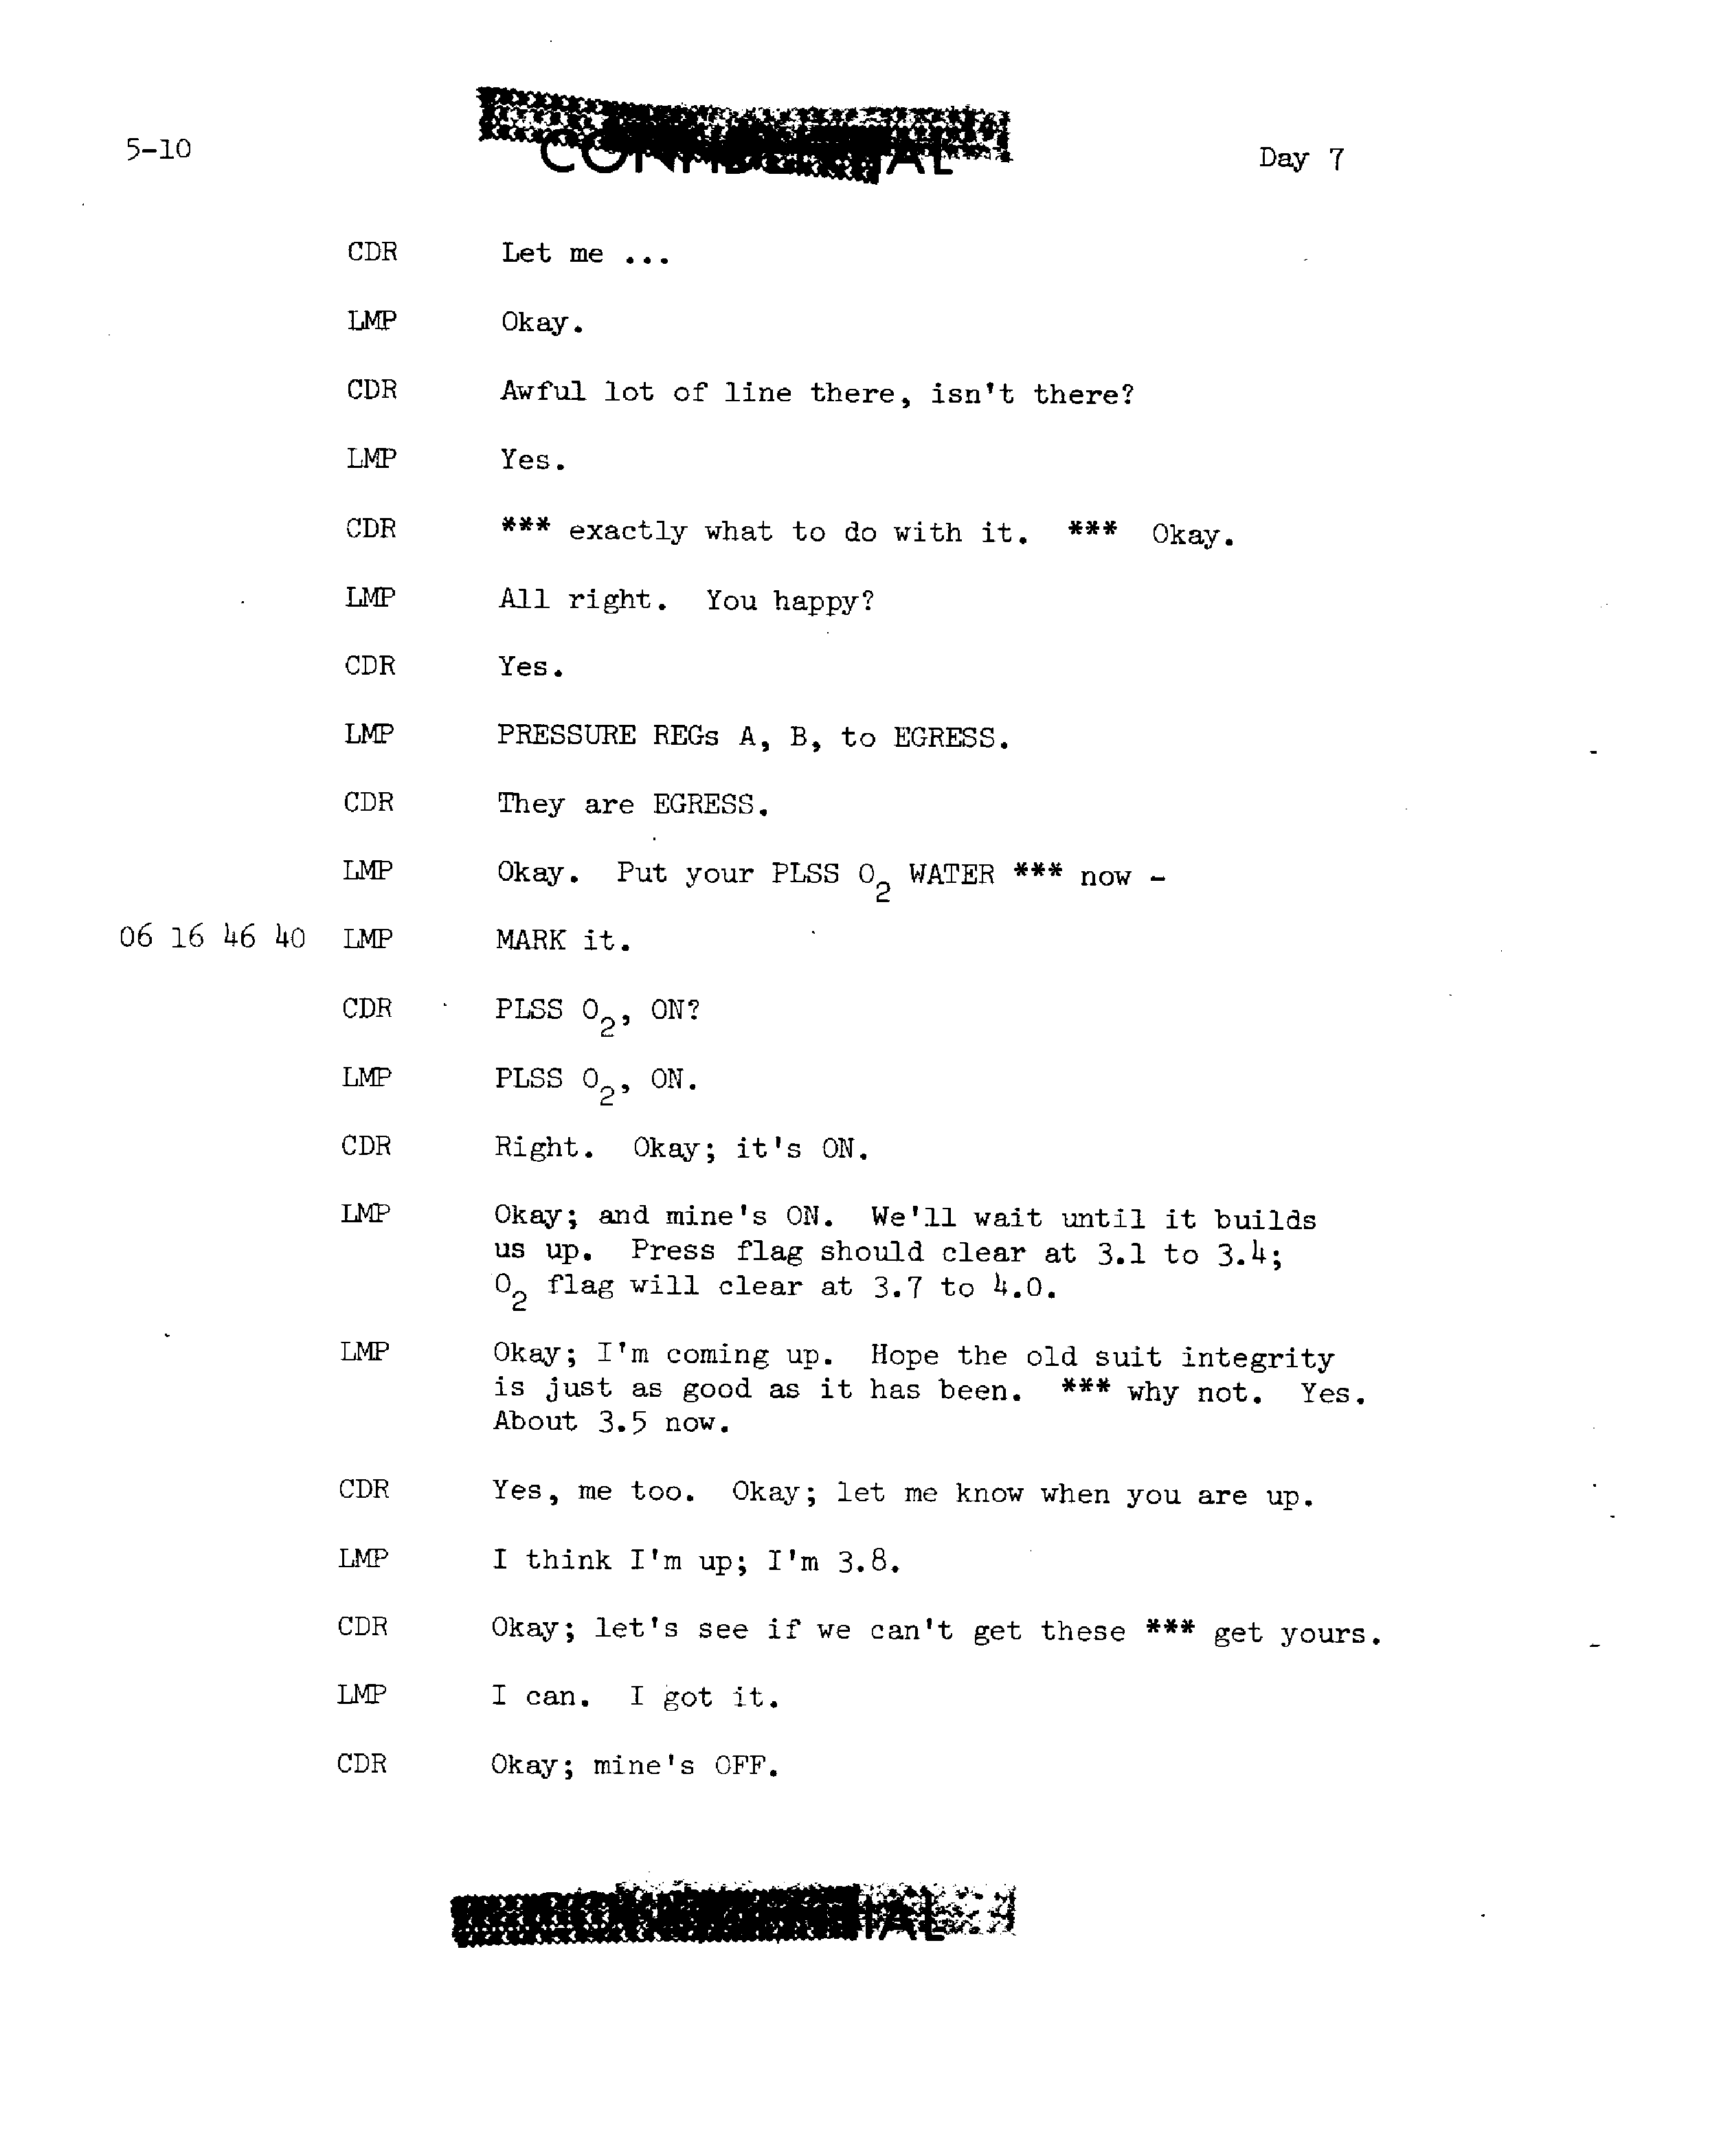 5-10
CONFIDENTIAL
Day 7
CDR Let me ...
LMP Okay.
CDR Awful lot of line there, isn't there?
LMP Yes.
CDR *** exactly what to do with it. *** Okay.
LMP All right. You happy?
CDR Yes.
LMP PRESSURE REGs A, B, to EGRESS.
CDR They are EGRESS.
LMP Okay. Put your PLSS O₂ WATER *** now -
06 16 46 40 LMP MARK it.
CDR PLSS O₂, ON?
LMP PLSS O₂, ON.
CDR Right. Okay; it's ON.
LMP Okay; and mine's ON. We'll wait until it builds
us up. Press flag should clear at 3.1 to 3.4;
O₂ flag will clear at 3.7 to 4.0.
LMP Okay; I'm coming up. Hope the old suit integrity
is just as good as it has been. *** why not. Yes.
About 3.5 now.
CDR Yes, me too. Okay; let me know when you are up.
LMP I think I'm up; I'm 3.8.
CDR Okay; let's see if we can't get these *** get yours.
LMP I can. I got it.
CDR Okay; mine's OFF.